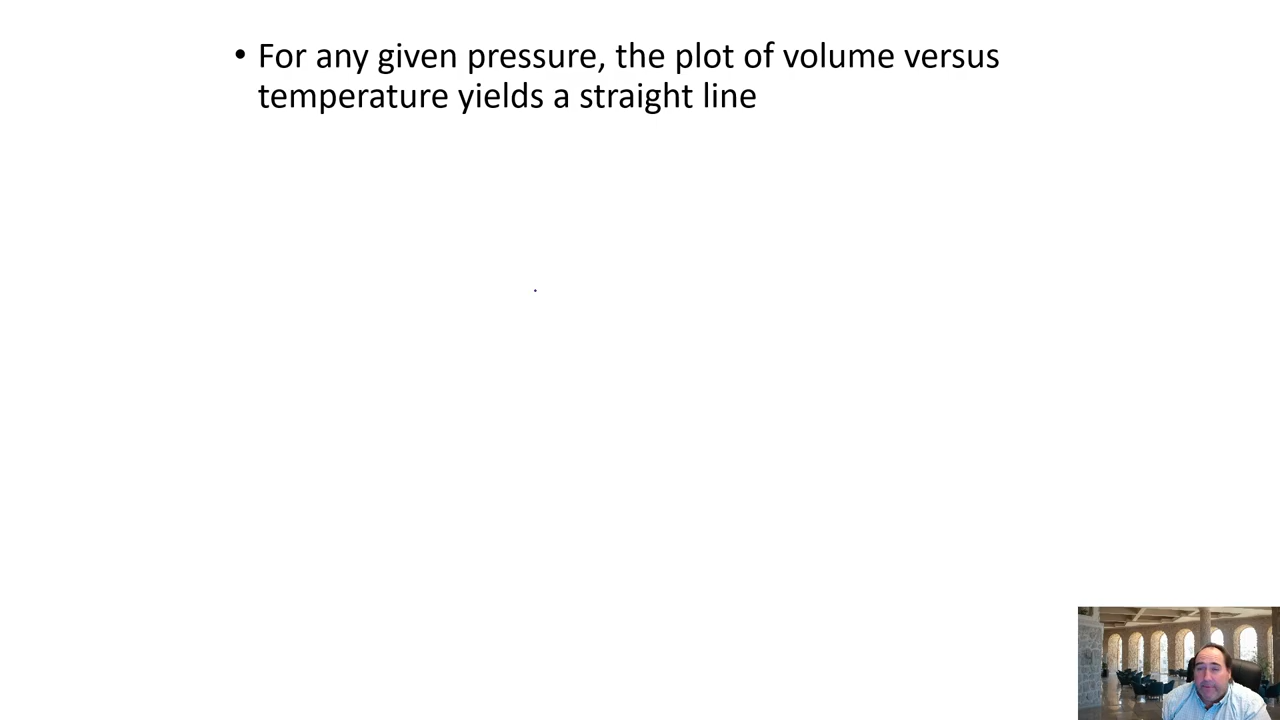 • For any given pressure, the plot of volume versus
temperature yields a straight line